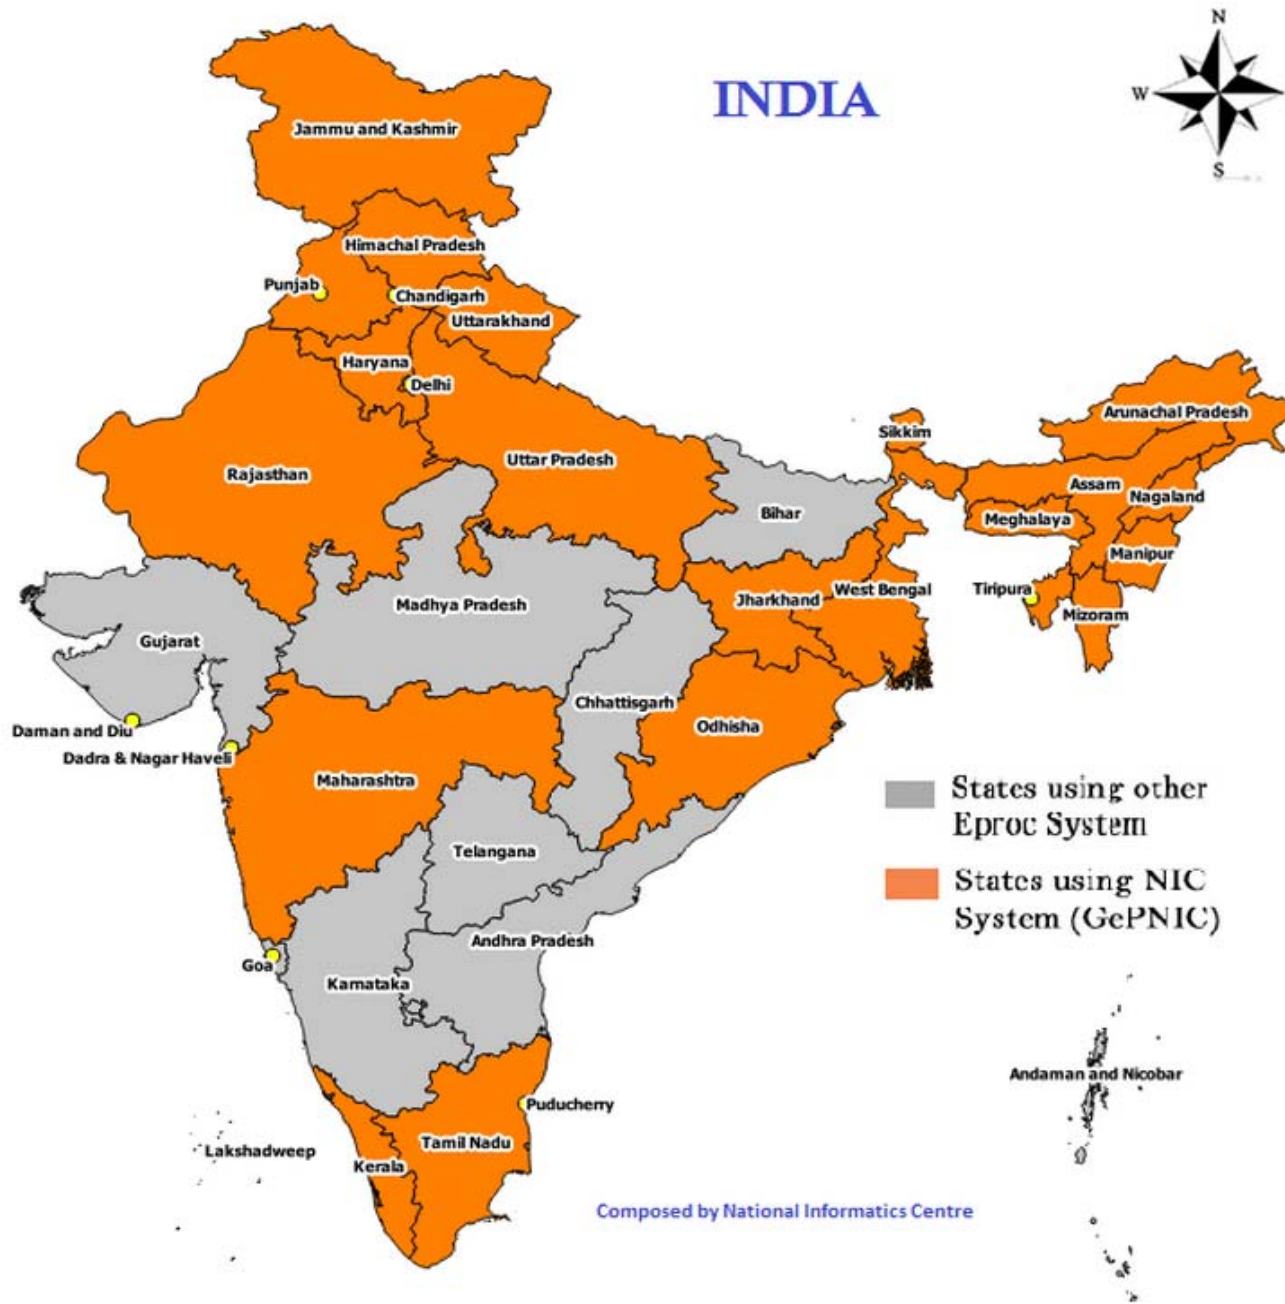 N
INDIA
W
S
Jammu and Kashmir
Himachal Pradesh
Punjab
Chandigarh
Uttarakhand
Haryana
Delhi
Arunachal Pradesh
Sikkim
Uttar Pradesh
Rajasthan
Assam
Nagaland
Bihar
Meghalaya
Manipur
Tiripura
West Bengal
Jharkhand
Madhya Pradesh
Mizoram
Gujarat
Chhattisgarh
Odhisha
Daman and Diu
Dadra & Nagar Haveli
Maharashtra
States using other
Eproc System
Telangana
States using NIC
System (GePNIC)
Andhra Pradesh
Goa
Karnataka
Andaman and Nicobar
Puducherry
Tamil Nadu
Lakshadweep
Kerala
Composed by National Informatics Centre